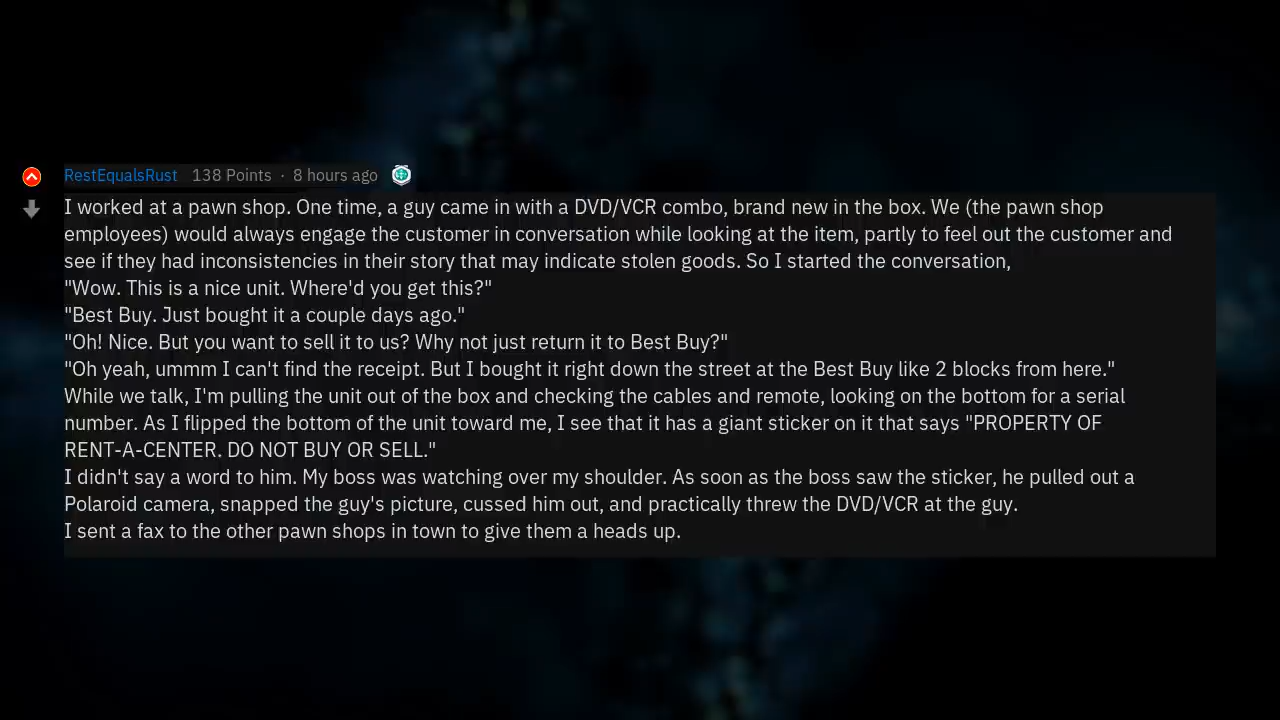 RestEqualsRust 138 Points · 8 hours ago
I worked at a pawn shop. One time, a guy came in with a DVD/VCR combo, brand new in the box. We (the pawn shop
employees) would always engage the customer in conversation while looking at the item, partly to feel out the customer and
see if they had inconsistencies in their story that may indicate stolen goods. So I started the conversation,
"Wow. This is a nice unit. Where'd you get this?"
"Best Buy. Just bought it a couple days ago."
"Oh! Nice. But you want to sell it to us? Why not just return it to Best Buy?"
"Oh yeah, ummm I can't find the receipt. But I bought it right down the street at the Best Buy like 2 blocks from here."
While we talk, I'm pulling the unit out of the box and checking the cables and remote, looking on the bottom for a serial
number. As I flipped the bottom of the unit toward me, I see that it has a giant sticker on it that says "PROPERTY OF
RENT-A-CENTER. DO NOT BUY OR SELL."
I didn't say a word to him. My boss was watching over my shoulder. As soon as the boss saw the sticker, he pulled out a
Polaroid camera, snapped the guy's picture, cussed him out, and practically threw the DVD/VCR at the guy.
I sent a fax to the other pawn shops in town to give them a heads up.